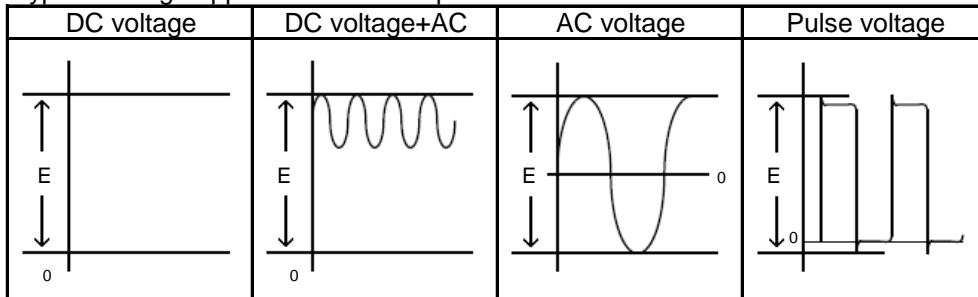 DC voltage DC voltage+AC AC voltage Pulse voltage
E E E 0 E
0
0 0